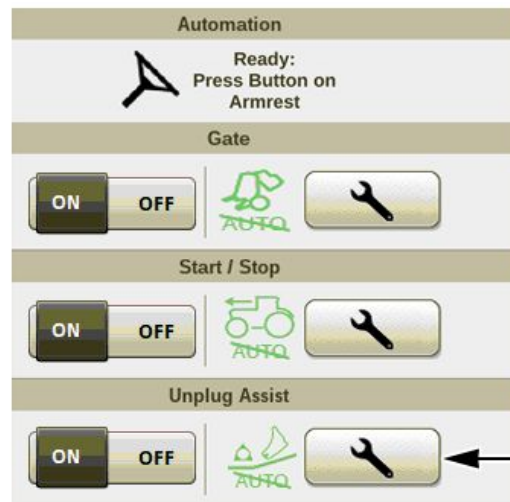 Automation
Ready:
Press Button on
Armrest
Gate
ON OFF
AUTO
Start / Stop
ON OFF
AUTO
Unplug Assist
ON OFF
AUTO